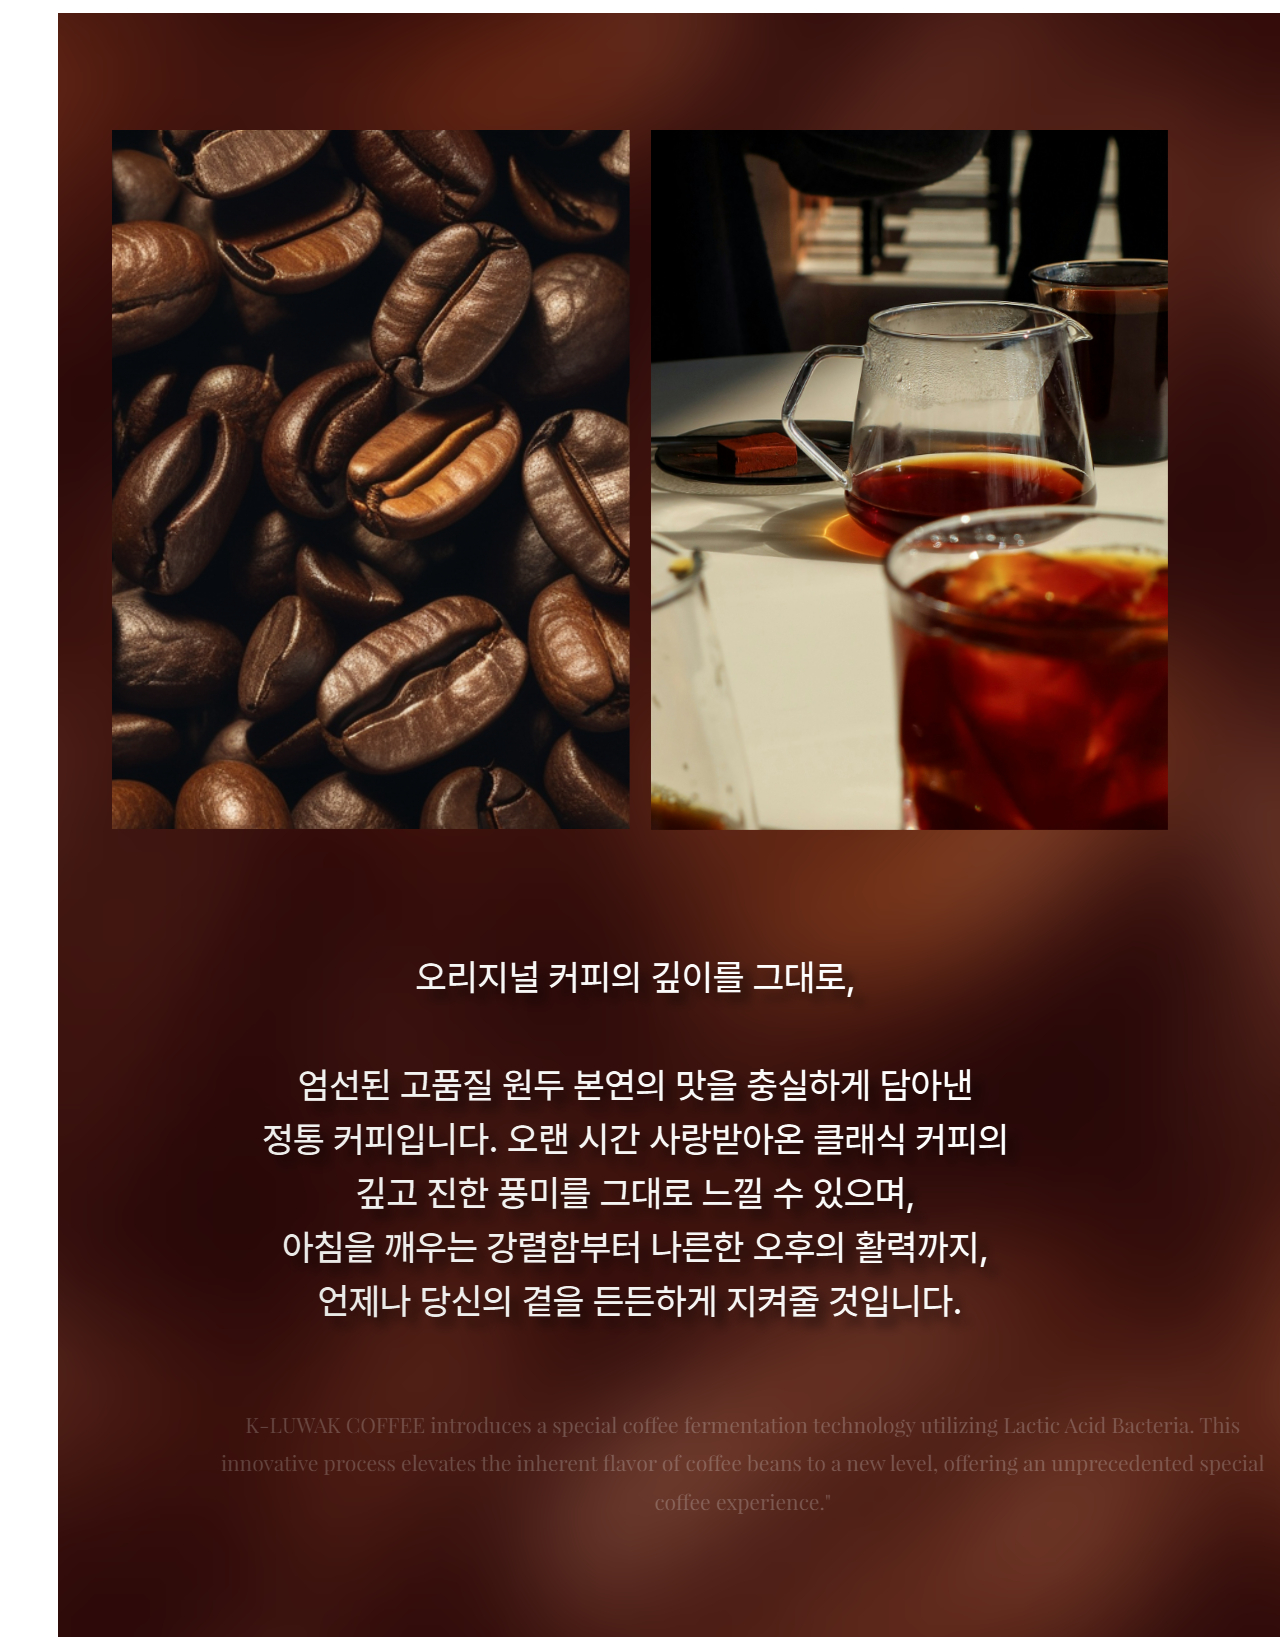 오리지널 커피의 깊이를 그대로,
엄선된 고품질 원두 본연의 맛을 충실하게 담아낸
정통 커피입니다. 오랜 시간 사랑받아온 클래식 커피의
깊고 진한 풍미를 그대로 느낄 수 있으며,
아침을 깨우는 강렬함부터 나른한 오후의 활력까지,
언제나 당신의 곁을 든든하게 지켜줄 것입니다.
K-LUWAK COFFEE introduces a special coffee fermentation technology utilizing Lactic Acid Bacteria. This
innovative process elevates the inherent flavor of coffee beans to a new level, offering an unprecedented special
coffee experience."